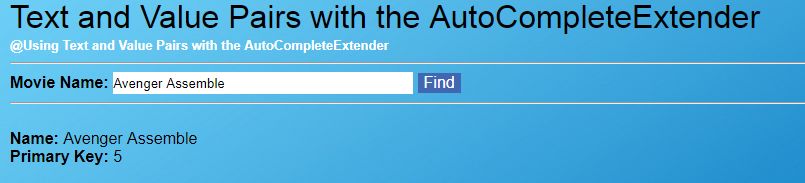 Text and Value Pairs with the AutoCompleteExtender
@Using Text and Value Pairs with the AutoCompleteExtender
Movie Name: Avenger Assemble Find
Name: Avenger Assemble
Primary Key: 5